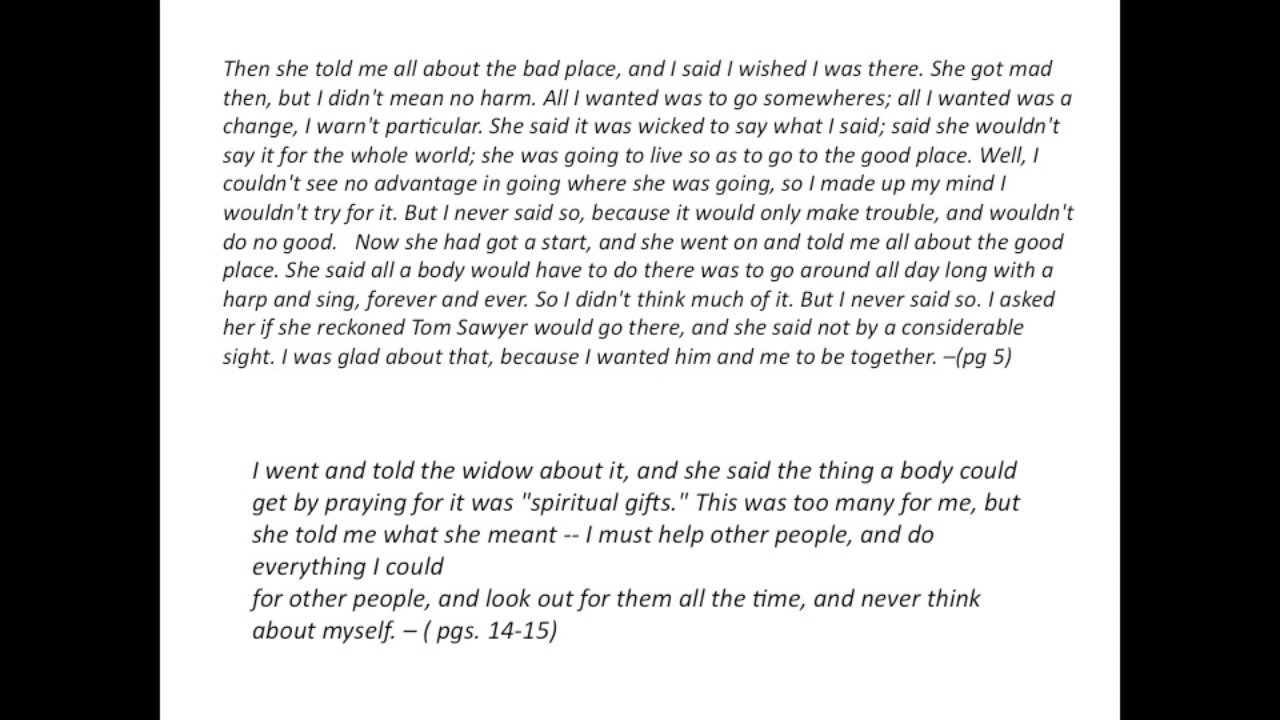 Then she told me all about the bad place, and I said I wished I was there. She got mad
then, but I didn't mean no harm. All I wanted was to go somewheres; all I wanted was a
change, I warn't particular. She said it was wicked to say what I said; said she wouldn't
say it for the whole world; she was going to live so as to go to the good place. Well, I
couldn't see no advantage in going where she was going, so I made up my mind I
wouldn't try for it. But I never said so, because it would only make trouble, and wouldn't
do no good.   Now she had got a start, and she went on and told me all about the good
place. She said all a body would have to do there was to go around all day long with a
harp and sing, forever and ever. So I didn't think much of it. But I never said so. I asked
her if she reckoned Tom Sawyer would go there, and she said not by a considerable
sight. I was glad about that, because I wanted him and me to be together. –(pg 5)
I went and told the widow about it, and she said the thing a body could
get by praying for it was "spiritual gifts." This was too many for me, but
she told me what she meant -- I must help other people, and do
everything I could
for other people, and look out for them all the time, and never think
about myself. – ( pgs. 14-15)